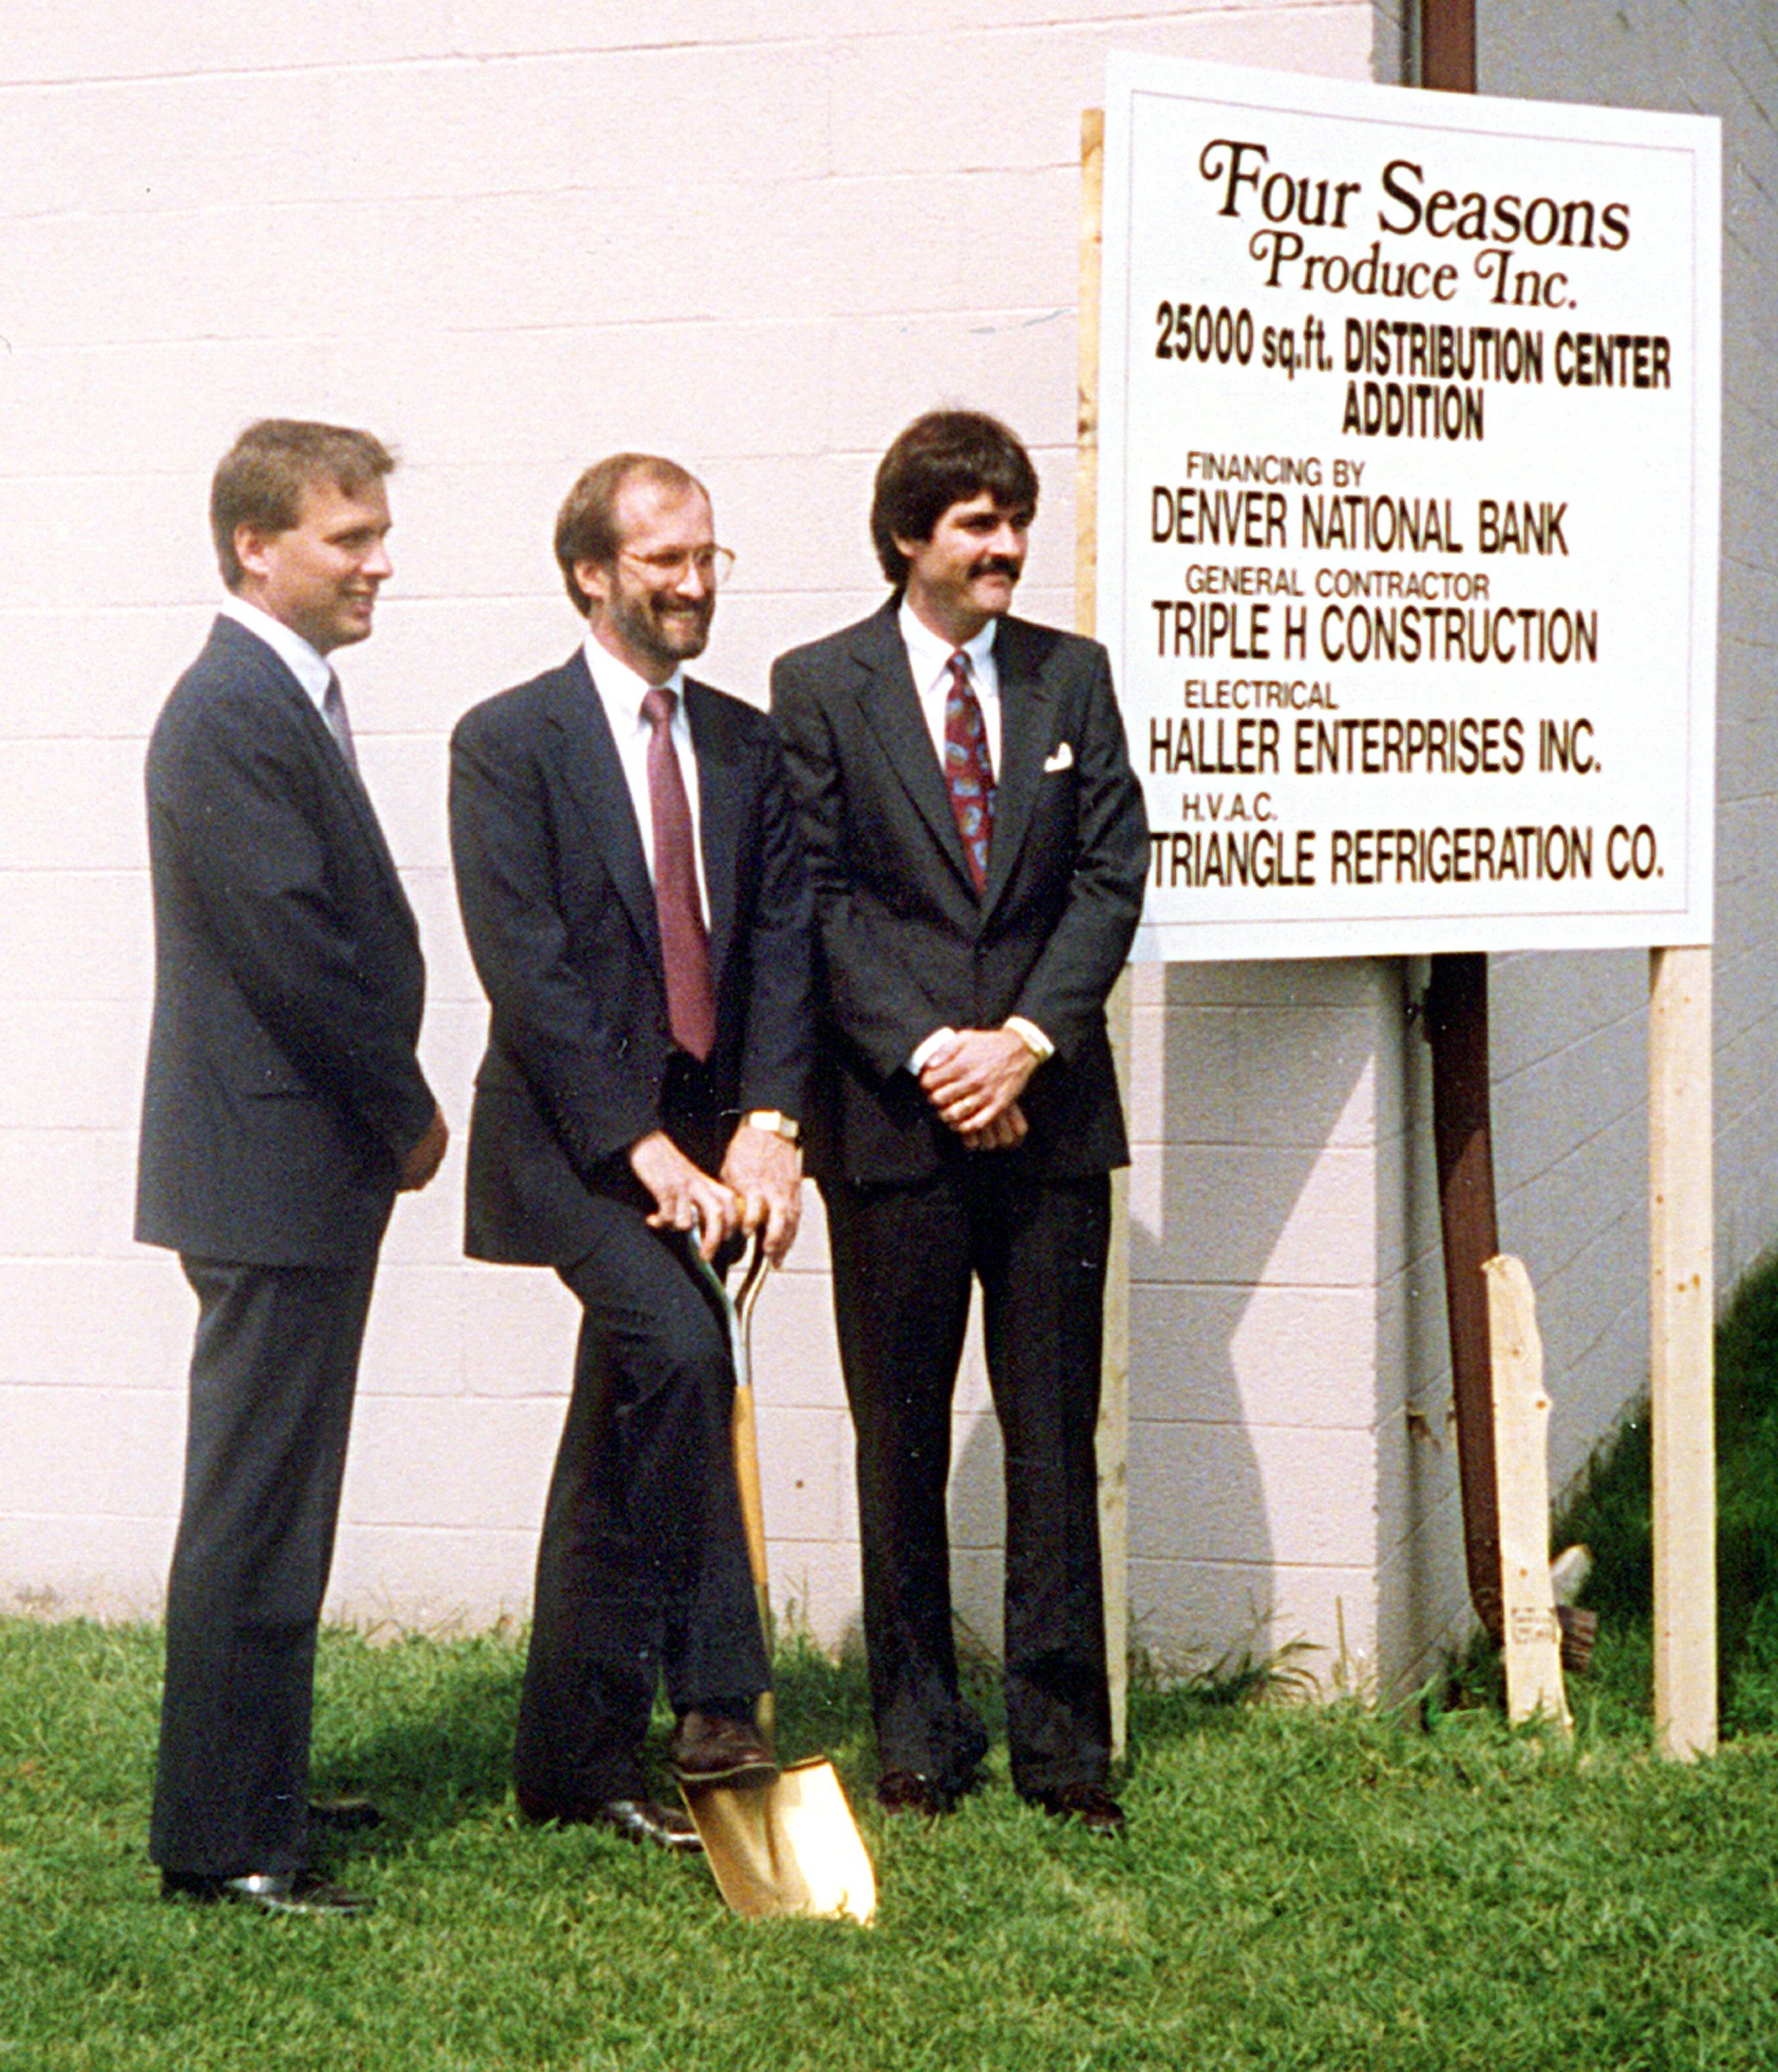 Four Seasons
Produce Inc.
25000 sq.ft. DISTRIBUTION CENTER
ADDITION
FINANCING BY
DENVER NATIONAL BANK
GENERAL CONTRACTOR
TRIPLE H CONSTRUCTION
ELECTRICAL
HALLER ENTERPRISES INC.
H.V.A.C.
TRIANGLE REFRIGERATION CO.